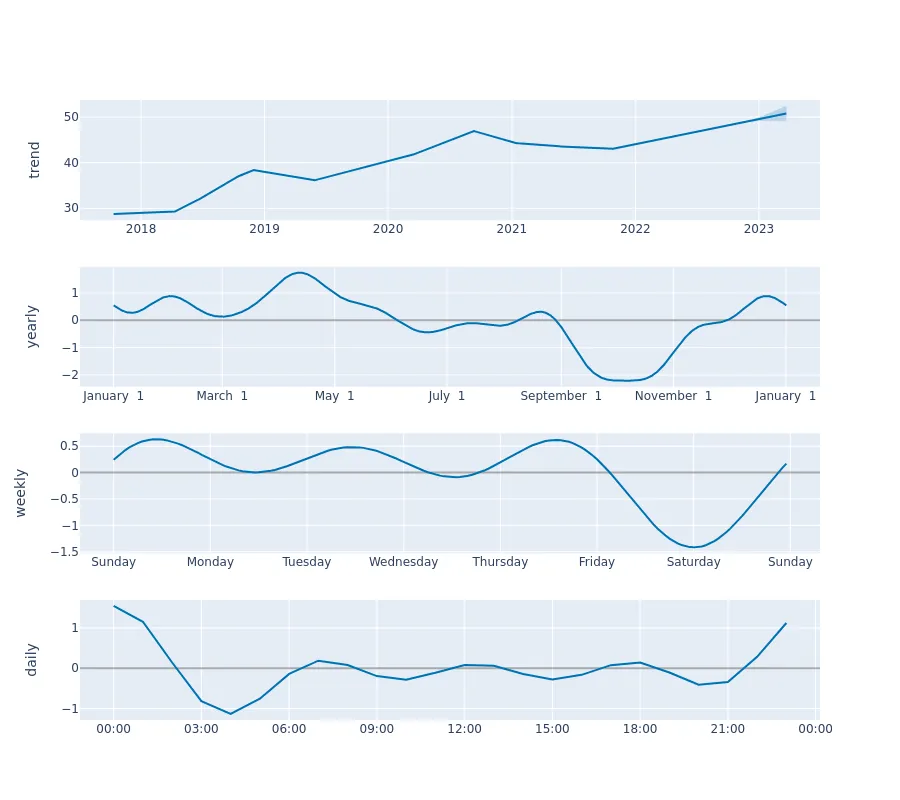 trend
50
40
30
2018 2019 2020 2021 2022 2023
yearly
1
0
−1
−2
January 1 March 1 May 1 July 1 September 1 November 1 January 1
weekly
0.5
0
−0.5
−1
−1.5
Sunday Monday Tuesday Wednesday Thursday Friday Saturday Sunday
daily
1
0
−1
00:00 03:00 06:00 09:00 12:00 15:00 18:00 21:00 00:00